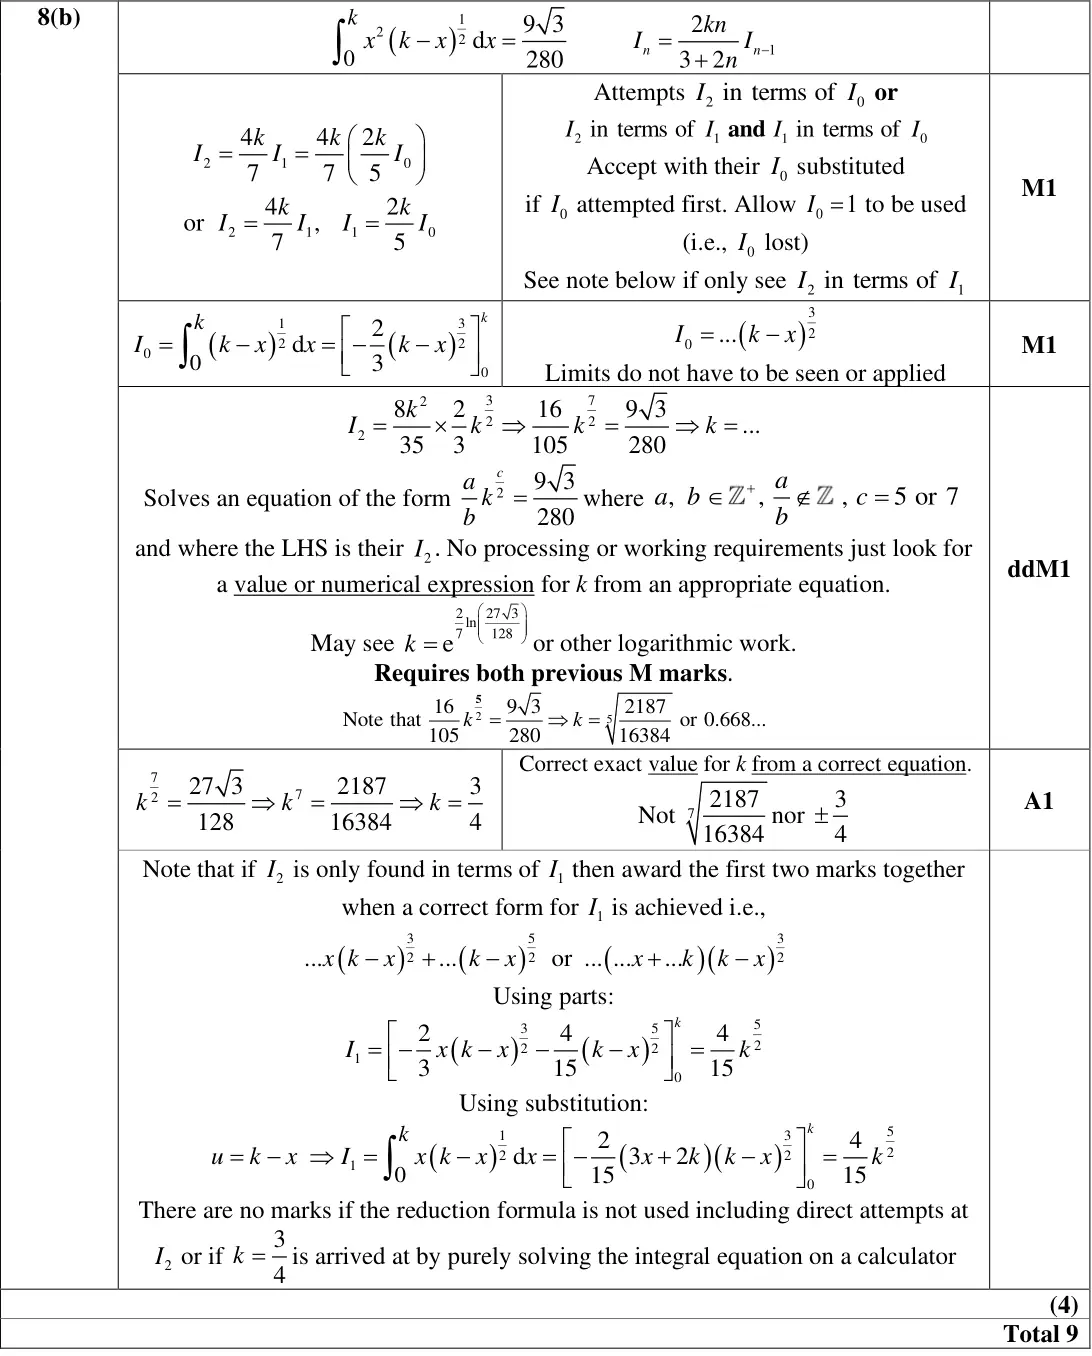 8(b)
∫₀ᵏ x²(k − x)^(1/2) dx = 9√3/280    Iₙ = 2kn/(3 + 2n) Iₙ₋₁
I₂ = 4k/7 I₁ = 4k/7 (2k/5 I₀)
or I₂ = 4k/7 I₁, I₁ = 2k/5 I₀
Attempts I₂ in terms of I₀ or
I₂ in terms of I₁ and I₁ in terms of I₀
Accept with their I₀ substituted
if I₀ attempted first. Allow I₀ = 1 to be used
(i.e., I₀ lost)
See note below if only see I₂ in terms of I₁
M1
I₀ = ∫₀ᵏ (k − x)^(1/2) dx = [−2/3 (k − x)^(3/2)]₀ᵏ
I₀ = ...(k − x)^(3/2)
Limits do not have to be seen or applied
M1
I₂ = 8k²/35 × 2/3 k^(3/2) ⇒ 16/105 k^(7/2) = 9√3/280 ⇒ k = ...
Solves an equation of the form a/b k^(c/2) = 9√3/280 where a, b ∈ ℤ⁺, a/b ∉ ℤ, c = 5 or 7
and where the LHS is their I₂. No processing or working requirements just look for
a value or numerical expression for k from an appropriate equation.
May see k = e^(2/7 ln(27√3/128)) or other logarithmic work.
Requires both previous M marks.
Note that 16/105 k^(5/2) = 9√3/280 ⇒ k = ⁵√(2187/16384) or 0.668...
ddM1
k^(7/2) = 27√3/128 ⇒ k⁷ = 2187/16384 ⇒ k = 3/4
Correct exact value for k from a correct equation.
Not ⁷√(2187/16384) nor ± 3/4
A1
Note that if I₂ is only found in terms of I₁ then award the first two marks together
when a correct form for I₁ is achieved i.e.,
...x(k − x)^(3/2) + ...(k − x)^(5/2) or ...(...x + ...k)(k − x)^(3/2)
Using parts:
I₁ = [−2/3 x(k − x)^(3/2) − 4/15 (k − x)^(5/2)]₀ᵏ = 4/15 k^(5/2)
Using substitution:
u = k − x ⇒ I₁ = ∫₀ᵏ x(k − x)^(1/2) dx = [−2/15 (3x + 2k)(k − x)^(3/2)]₀ᵏ = 4/15 k^(5/2)
There are no marks if the reduction formula is not used including direct attempts at
I₂ or if k = 3/4 is arrived at by purely solving the integral equation on a calculator
(4)
Total 9